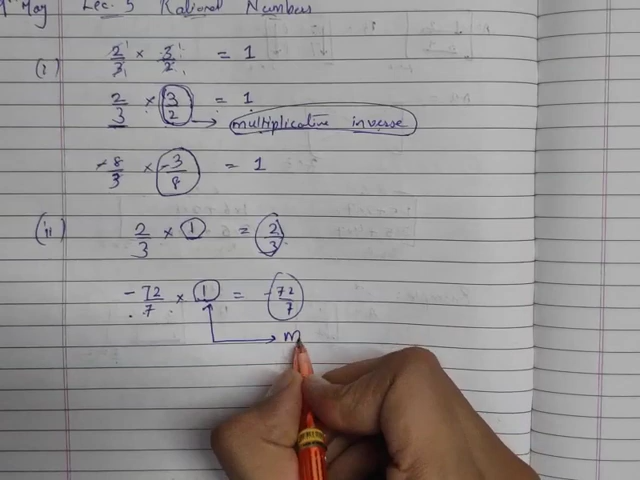 May Lec. 5 Rational Numbers
(i) 2/3 × 3/2 = 1
2/3 × 3/2 = 1
multiplicative inverse
-8/3 × -3/8 = 1
(ii) 2/3 × 1 = 2/3
-72/7 × 1 = -72/7
m